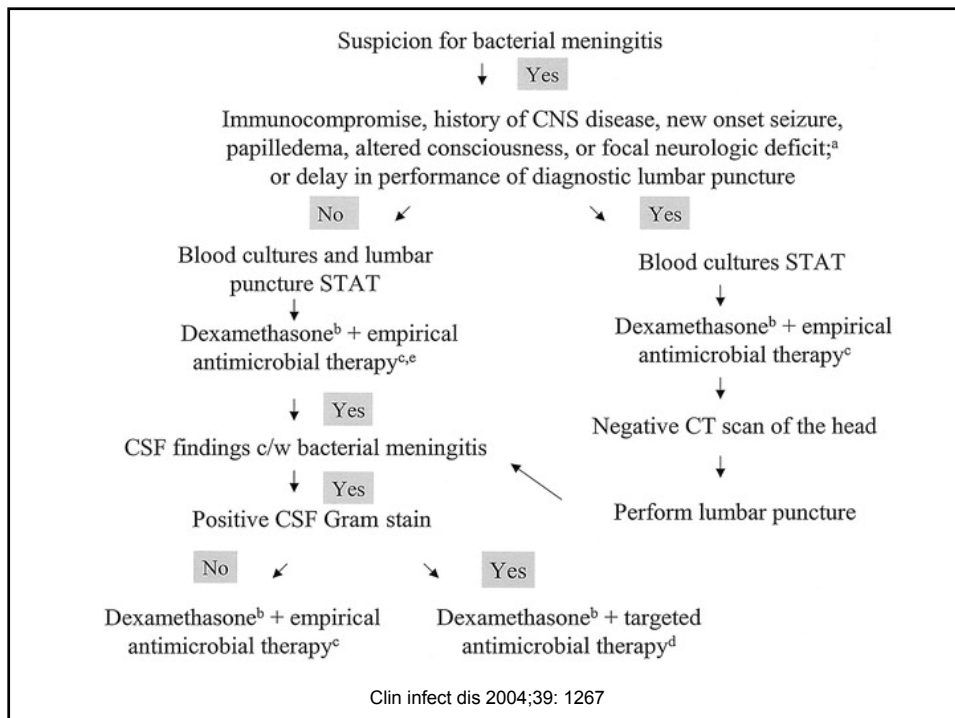 Suspicion for bacterial meningitis
Yes
Immunocompromise, history of CNS disease, new onset seizure,
papilledema, altered consciousness, or focal neurologic deficit;ᵃ
or delay in performance of diagnostic lumbar puncture
No
Yes
Blood cultures and lumbar
puncture STAT
Dexamethasoneᵇ + empirical
antimicrobial therapyᶜ,ᵉ
Yes
CSF findings c/w bacterial meningitis
Blood cultures STAT
Dexamethasoneᵇ + empirical
antimicrobial therapyᶜ
Negative CT scan of the head
Perform lumbar puncture
Yes
Positive CSF Gram stain
No
Yes
Dexamethasoneᵇ + empirical
antimicrobial therapyᶜ
Dexamethasoneᵇ + targeted
antimicrobial therapyᵈ
Clin infect dis 2004;39: 1267